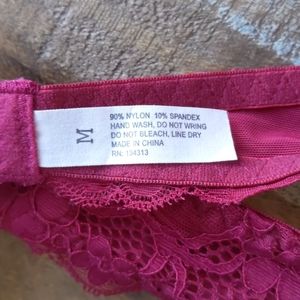 M
90% NYLON 10% SPANDEX
HAND WASH, DO NOT WRING
DO NOT BLEACH, LINE DRY
MADE IN CHINA
RN: 134313